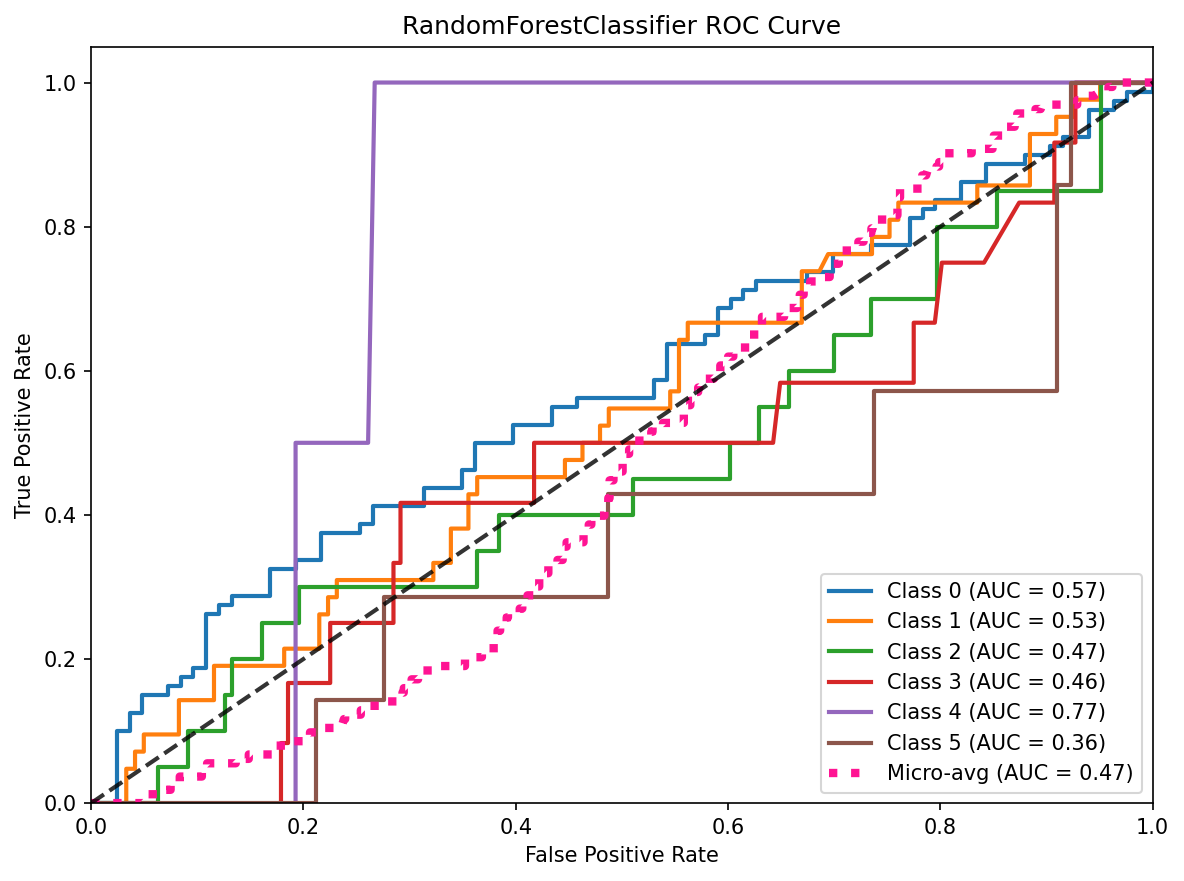 RandomForestClassifier ROC Curve
True Positive Rate
1.0
0.8
0.6
0.4
0.2
0.0
Class 0 (AUC = 0.57)
Class 1 (AUC = 0.53)
Class 2 (AUC = 0.47)
Class 3 (AUC = 0.46)
Class 4 (AUC = 0.77)
Class 5 (AUC = 0.36)
Micro-avg (AUC = 0.47)
0.0 0.2 0.4 0.6 0.8 1.0
False Positive Rate